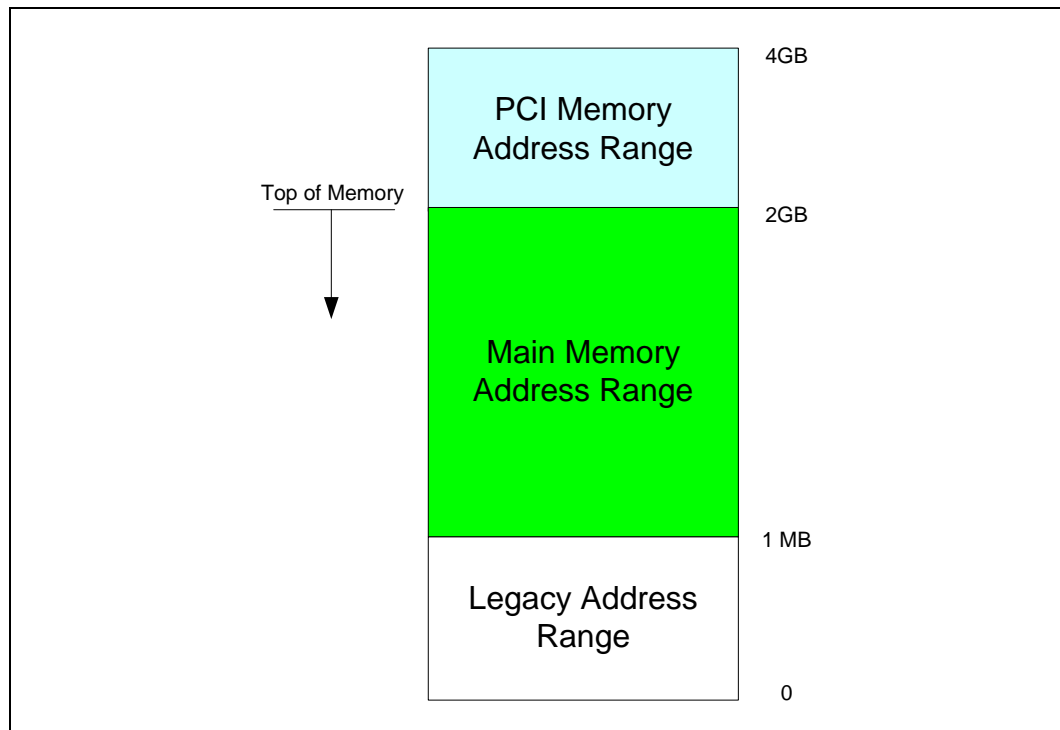 4GB
PCI Memory
Address Range
Top of Memory
2GB
Main Memory
Address Range
1 MB
Legacy Address
Range
0